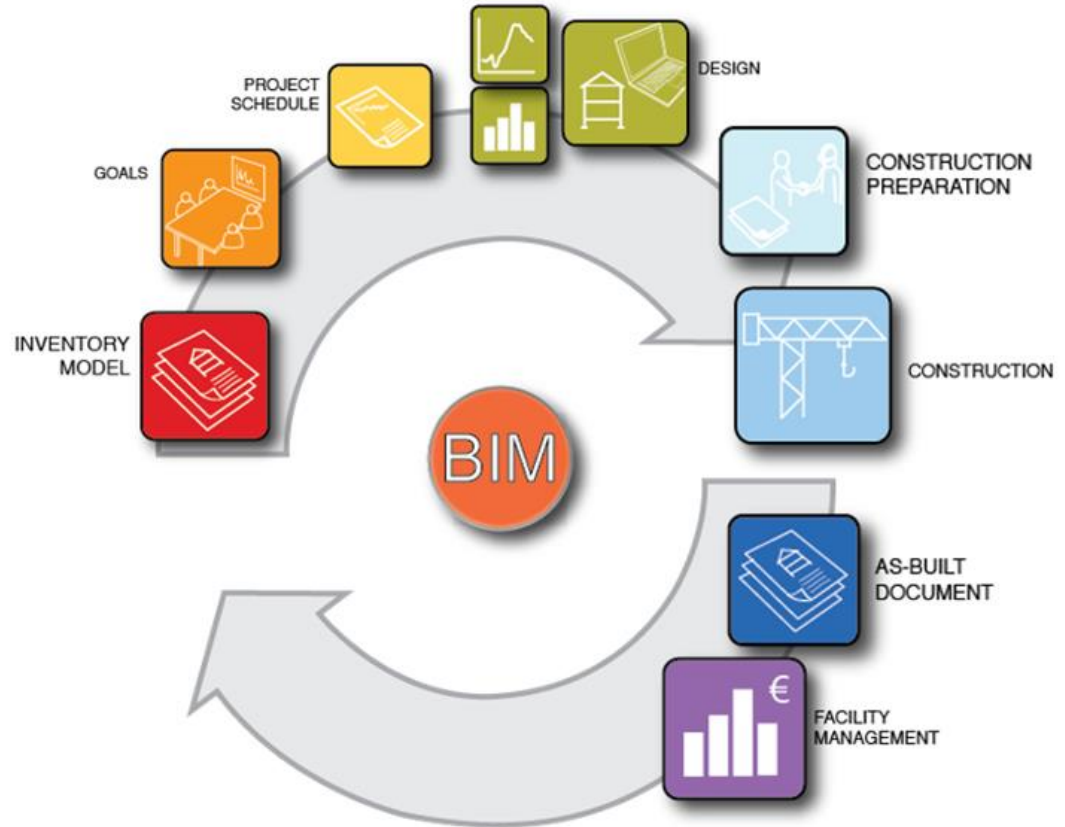 DESIGN
PROJECT
SCHEDULE
GOALS
CONSTRUCTION
PREPARATION
INVENTORY
MODEL
CONSTRUCTION
BIM
AS-BUILT
DOCUMENT
€
FACILITY
MANAGEMENT